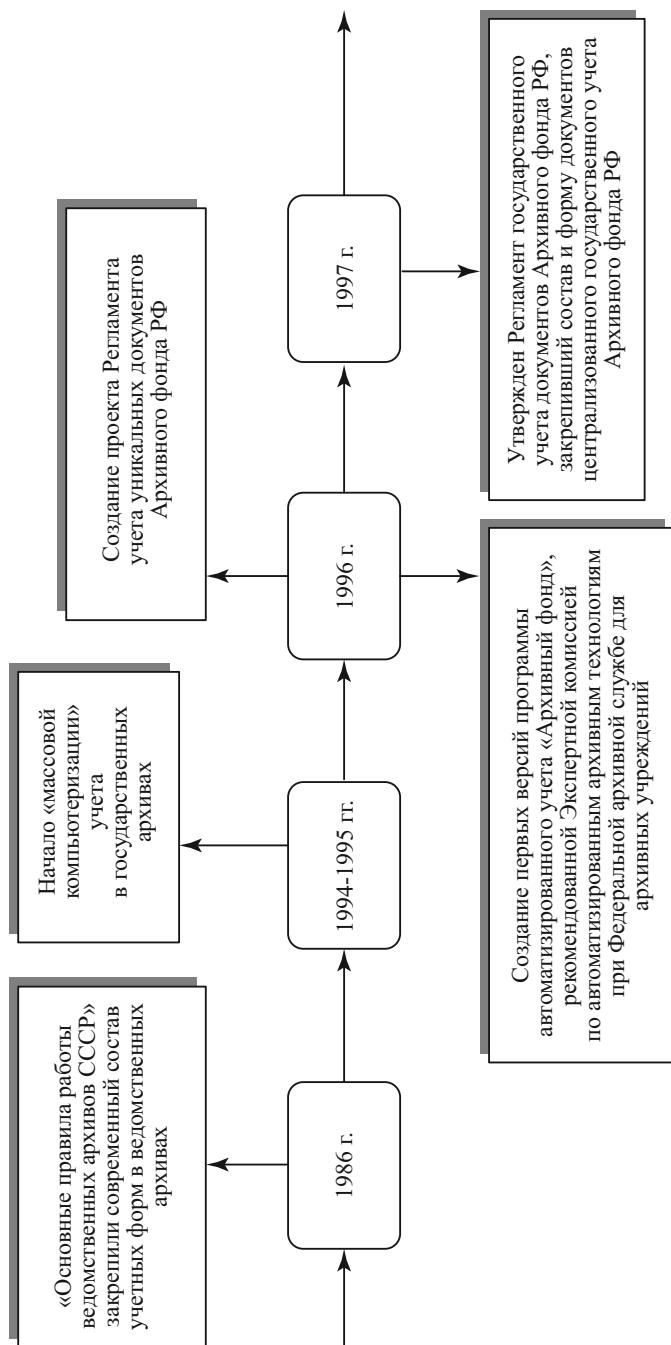 «Основные правила работы
ведомственных архивов СССР»
закрепили современный состав
учетных форм в ведомственных
архивах
1986 г.
Начало «массовой
компьютеризации»
учета
в государственных
архивах
1994-1995 гг.
Создание проекта Регламента
учета уникальных документов
Архивного фонда РФ
1996 г.
Создание первых версий программы
автоматизированного учета «Архивный фонд»,
рекомендованной Экспертной комиссией
по автоматизированным архивным технологиям
при Федеральной архивной службе для
архивных учреждений
1997 г.
Утвержден Регламент государственного
учета документов Архивного фонда РФ,
закрепивший состав и форму документов
централизованного государственного учета
Архивного фонда РФ